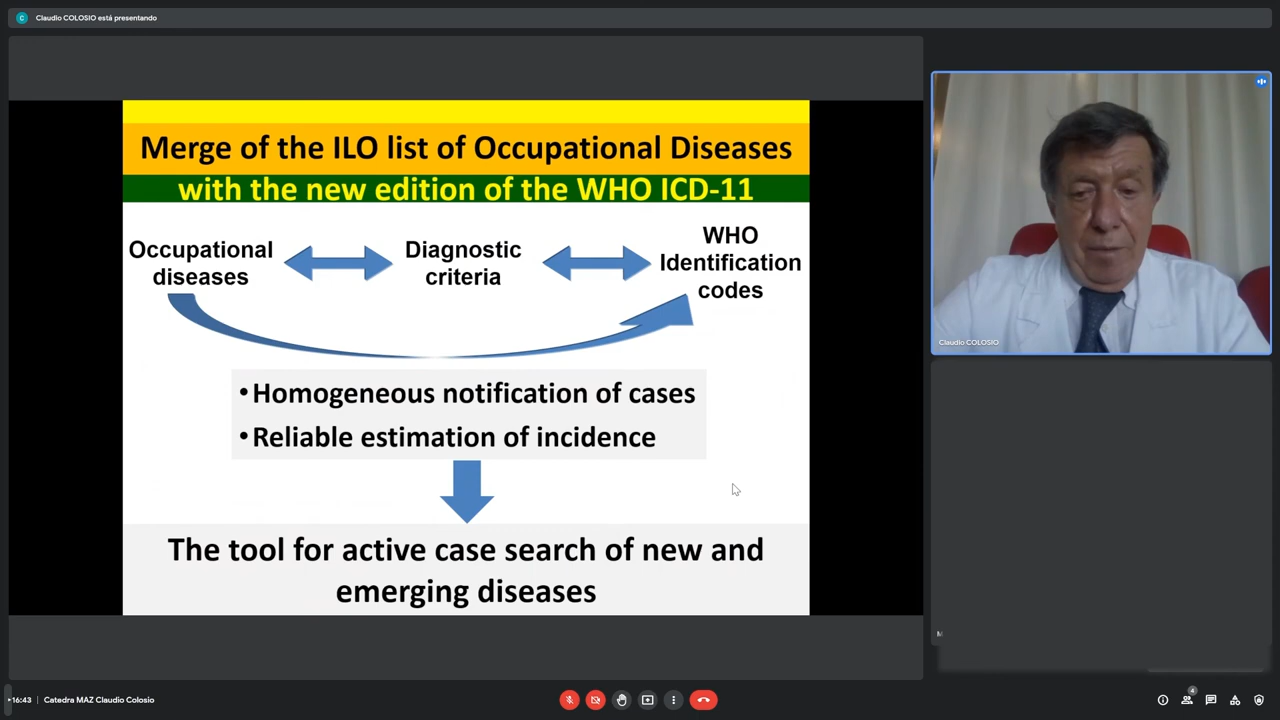 C
Claudio COLOSIO está presentando
Merge of the ILO list of Occupational Diseases
with the new edition of the WHO ICD-11
Occupational
diseases
Diagnostic
criteria
WHO
Identification
codes
•Homogeneous notification of cases
•Reliable estimation of incidence
The tool for active case search of new and
emerging diseases
Claudio COLOSIO
M
16:43 | Catedra MAZ Claudio Colosio
4